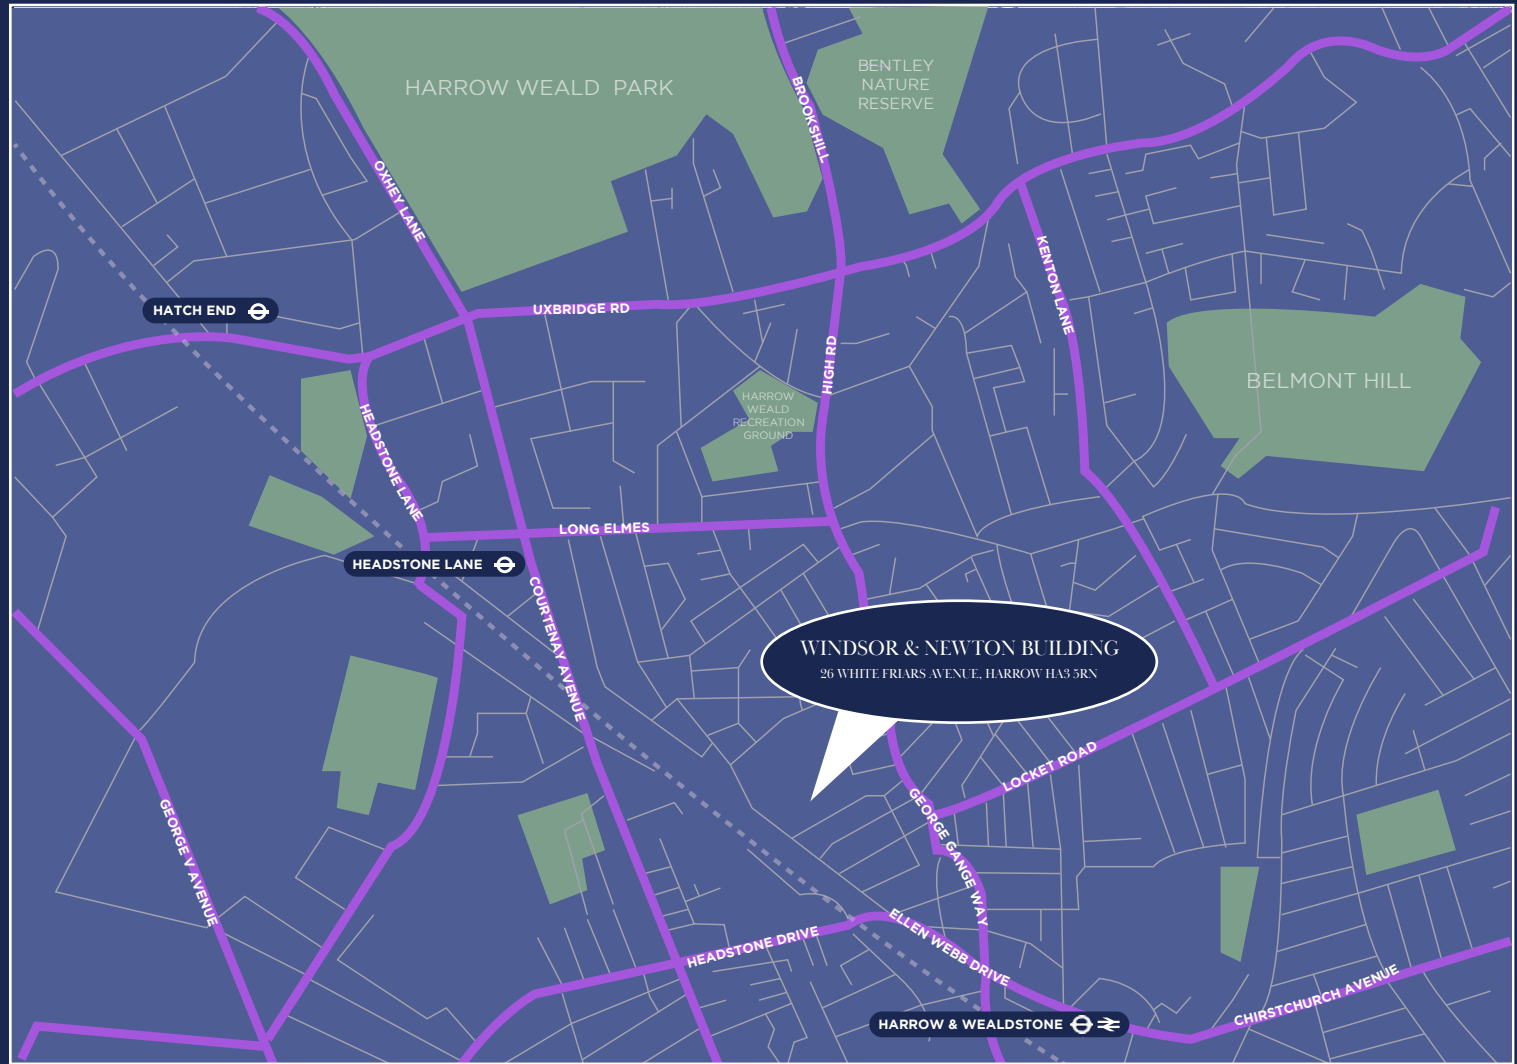 HARROW WEALD PARK
BENTLEY
NATURE
RESERVE
BROOKSHILL
OXHEY LANE
KENTON LANE
HATCH END
UXBRIDGE RD
HIGH RD
BELMONT HILL
HARROW
WEALD
RECREATION
GROUND
HEADSTONE LANE
LONG ELMES
HEADSTONE LANE
COURTENAY AVENUE
WINDSOR & NEWTON BUILDING
26 WHITE FRIARS AVENUE, HARROW HA3 5RN
LOCKET ROAD
GEORGE V AVENUE
GEORGE GANGE WAY
HEADSTONE DRIVE
ELLEN WEBB DRIVE
CHIRSTCHURCH AVENUE
HARROW & WEALDSTONE